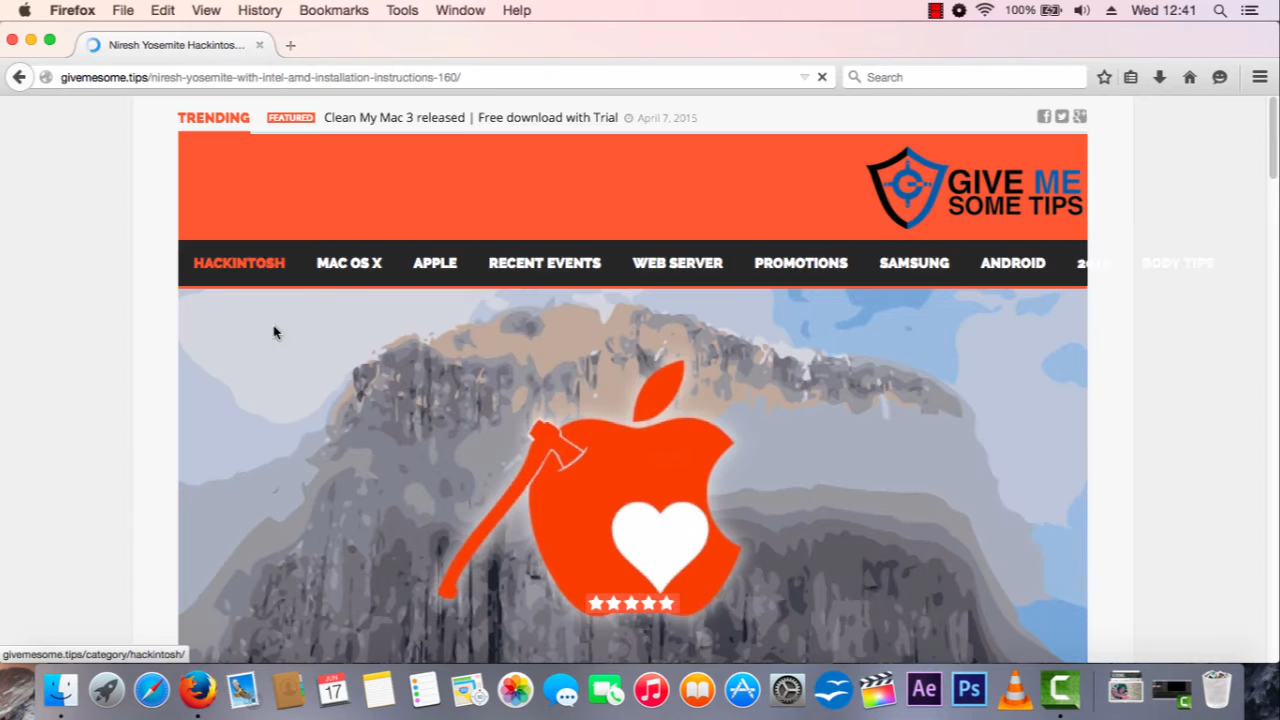 Firefox File Edit View History Bookmarks Tools Window Help 100% Wed 12:41
Niresh Yosemite Hackintos...
givemesome.tips/niresh-yosemite-with-intel-amd-installation-instructions-160/ Search
TRENDING FEATURED Clean My Mac 3 released | Free download with Trial April 7, 2015
GIVE ME
SOME TIPS
HACKINTOSH MAC OS X APPLE RECENT EVENTS WEB SERVER PROMOTIONS SAMSUNG ANDROID BODY TIPS
givemesome.tips/category/hackintosh/
JUN
17
Ae Ps